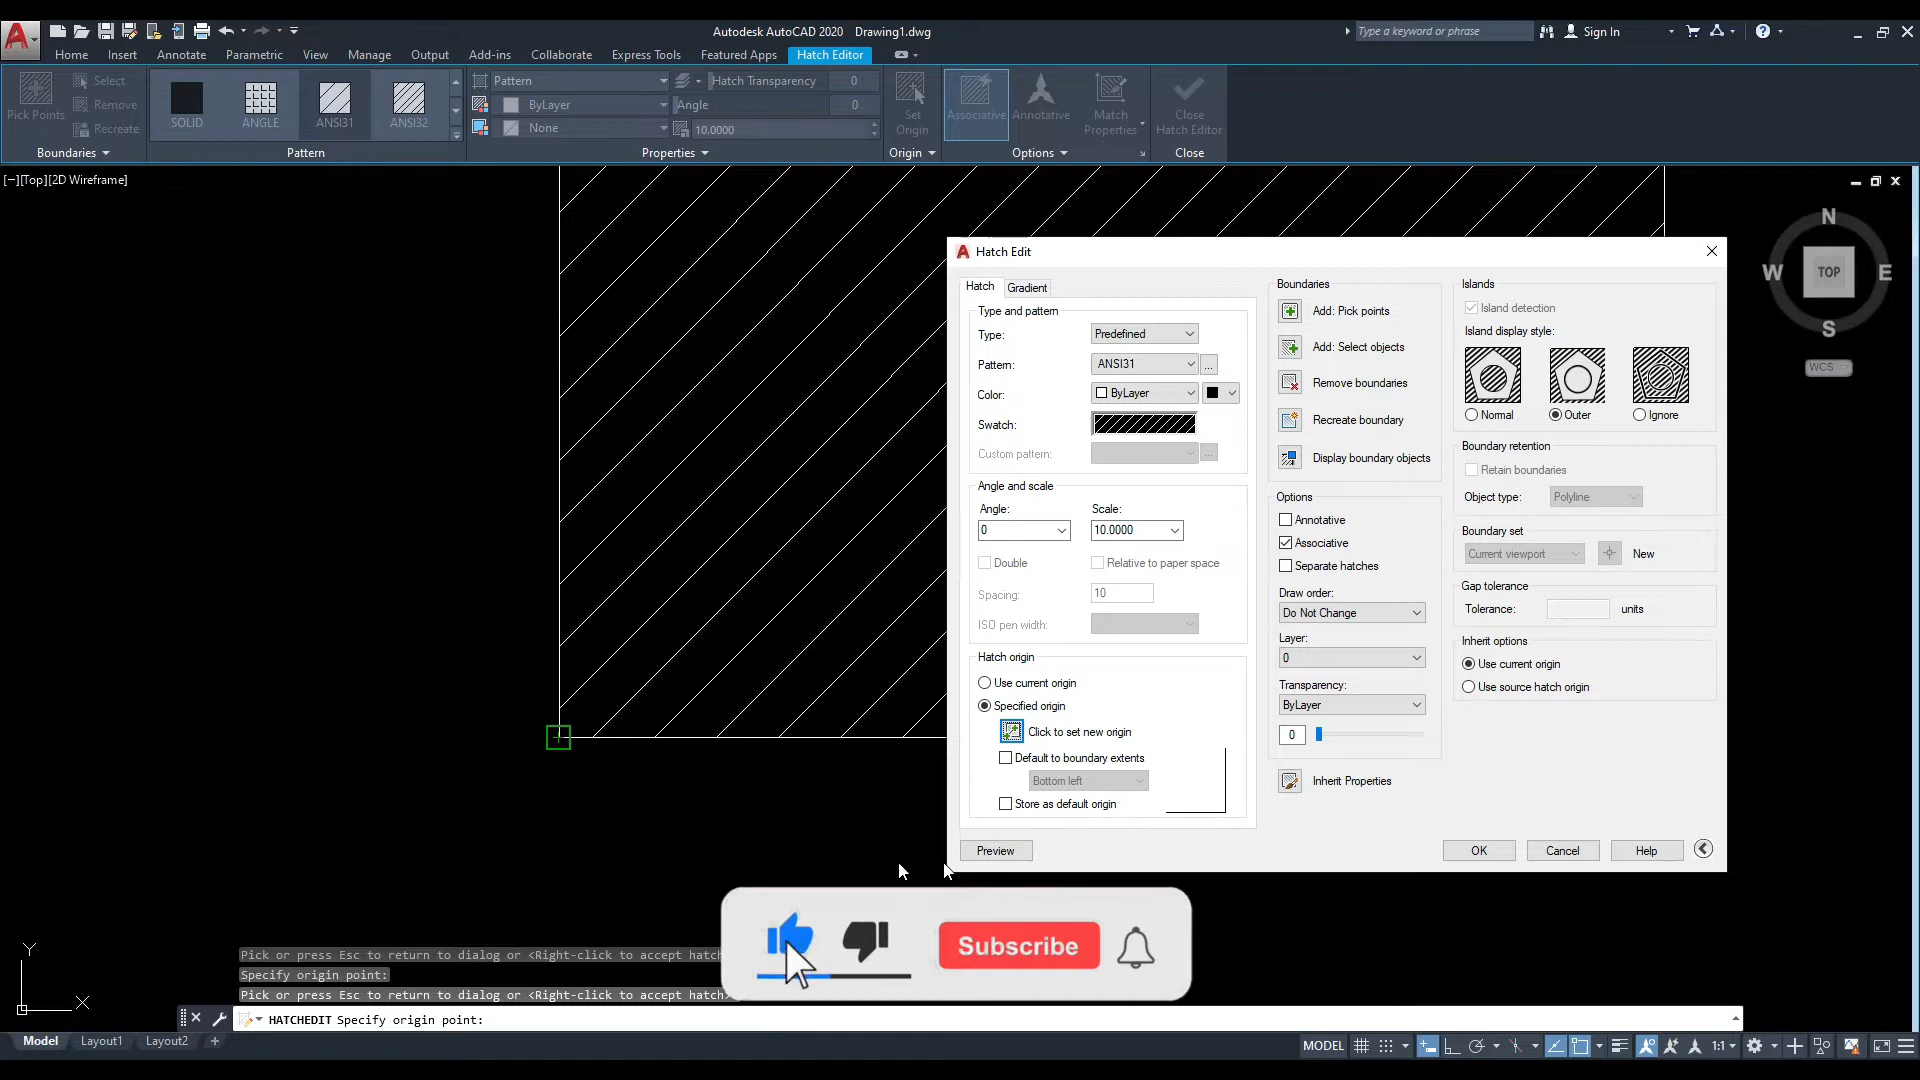 Autodesk AutoCAD 2020 Drawing1.dwg
Type a keyword or phrase
Sign In
Home Insert Annotate Parametric View Manage Output Add-ins Collaborate Express Tools Featured Apps Hatch Editor
Pick Points
Select
Remove
Recreate
SOLID ANGLE ANSI31 ANSI32
Pattern
ByLayer
None
Hatch Transparency 0
Angle 0
10.0000
Set
Origin
Associative
Annotative
Match
Properties
Close
Hatch Editor
Boundaries Pattern Properties Origin Options Close
[−][Top][2D Wireframe]
N
W TOP E
S
WCS
Hatch Edit
Hatch Gradient
Type and pattern
Type: Predefined
Pattern: ANSI31 ...
Color: ByLayer
Swatch:
Custom pattern: ...
Angle and scale
Angle: Scale:
0 10.0000
Double Relative to paper space
Spacing: 10
ISO pen width:
Hatch origin
Use current origin
Specified origin
Click to set new origin
Default to boundary extents
Bottom left
Store as default origin
Preview
Boundaries
Add: Pick points
Add: Select objects
Remove boundaries
Recreate boundary
Display boundary objects
Options
Annotative
Associative
Separate hatches
Draw order:
Do Not Change
Layer:
0
Transparency:
ByLayer
0
Inherit Properties
Islands
Island detection
Island display style:
Normal Outer Ignore
Boundary retention
Retain boundaries
Object type: Polyline
Boundary set
Current viewport New
Gap tolerance
Tolerance: units
Inherit options
Use current origin
Use source hatch origin
OK Cancel Help
Subscribe
Y
X
Pick or press Esc to return to dialog or <Right-click to accept hatch
Specify origin point:
Pick or press Esc to return to dialog or <Right-click to accept hatch>
HATCHEDIT Specify origin point:
Model Layout1 Layout2 +
MODEL 1:1